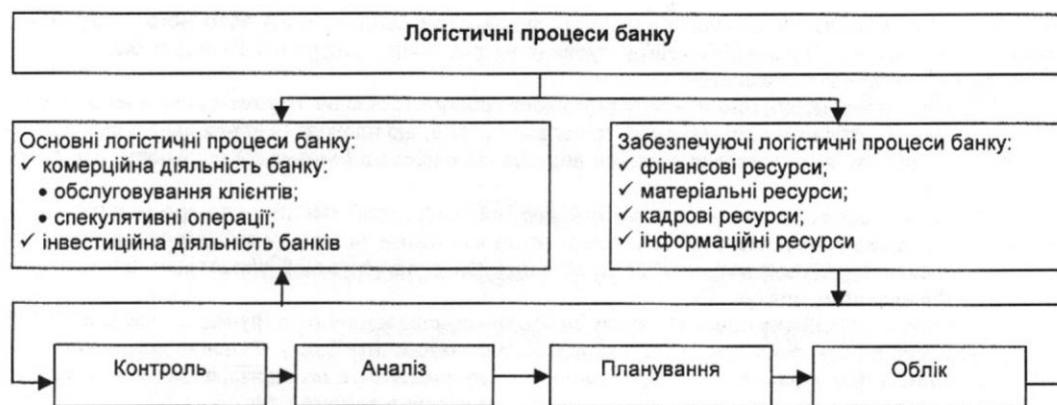 Логістичні процеси банку
Основні логістичні процеси банку:
✓ комерційна діяльність банку:
• обслуговування клієнтів;
• спекулятивні операції;
✓ інвестиційна діяльність банків
Забезпечуючі логістичні процеси банку:
✓ фінансові ресурси;
✓ матеріальні ресурси;
✓ кадрові ресурси;
✓ інформаційні ресурси
Контроль
Аналіз
Планування
Облік